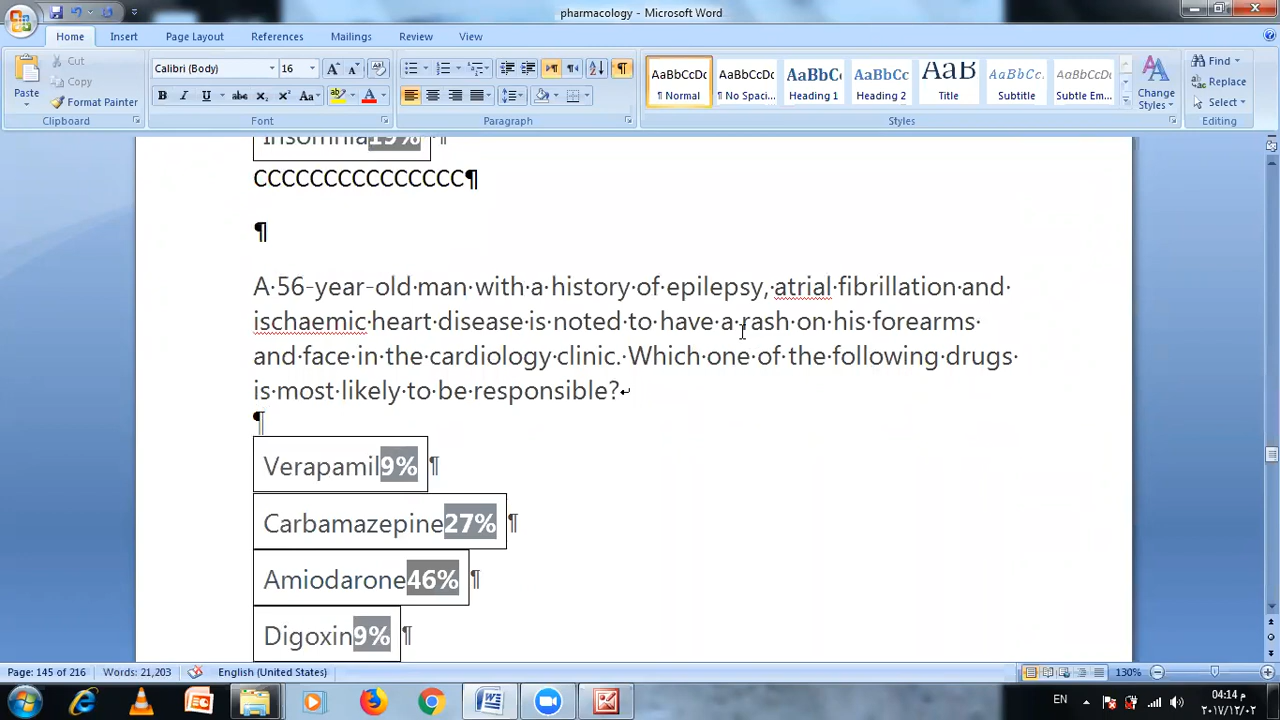 pharmacology - Microsoft Word
Home Insert Page Layout References Mailings Review View
Paste
Cut
Copy
Format Painter
Clipboard
Calibri (Body) 16
Font
Paragraph
AaBbCcDc AaBbCcDc AaBbC AaBbCc AaB AaBbCc. AaBbCcDc
¶ Normal ¶ No Spaci... Heading 1 Heading 2 Title Subtitle Subtle Em...
Change Styles
Styles
Find
Replace
Select
Editing
Insomnia19%¶
CCCCCCCCCCCCCCC¶
¶
A·56-year-old·man·with·a·history·of·epilepsy,·atrial·fibrillation·and·
ischaemic·heart·disease·is·noted·to·have·a·rash·on·his·forearms·
and·face·in·the·cardiology·clinic.·Which·one·of·the·following·drugs·
is·most·likely·to·be·responsible?↵
¶
Verapamil9%¶
Carbamazepine27%¶
Amiodarone46%¶
Digoxin9%¶
Page: 145 of 216 Words: 21,203 English (United States) 130%
EN 04:14 م
٢٠١٧/١٢/٠٢